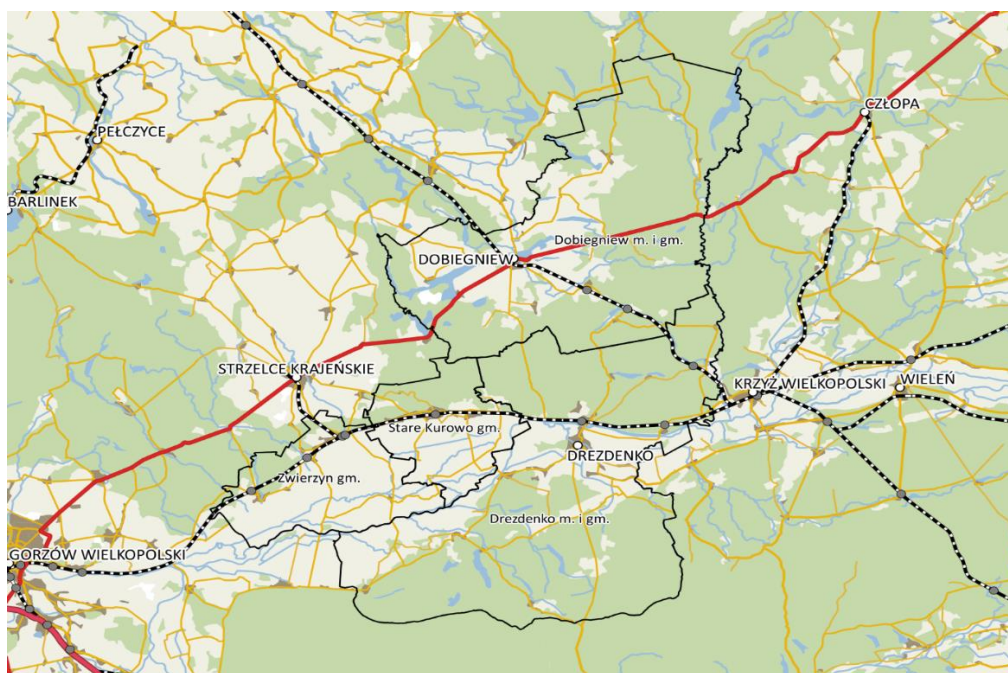 CZŁOPA
PEŁCZYCE
BARLINEK
Dobiegniew m. i gm.
DOBIEGNIEW
STRZELCE KRAJEŃSKIE
KRZYŻ WIELKOPOLSKI
WIELEŃ
Stare Kurowo gm.
DREZDENKO
Zwierzyn gm.
Drezdenko m. i gm.
GORZÓW WIELKOPOLSKI